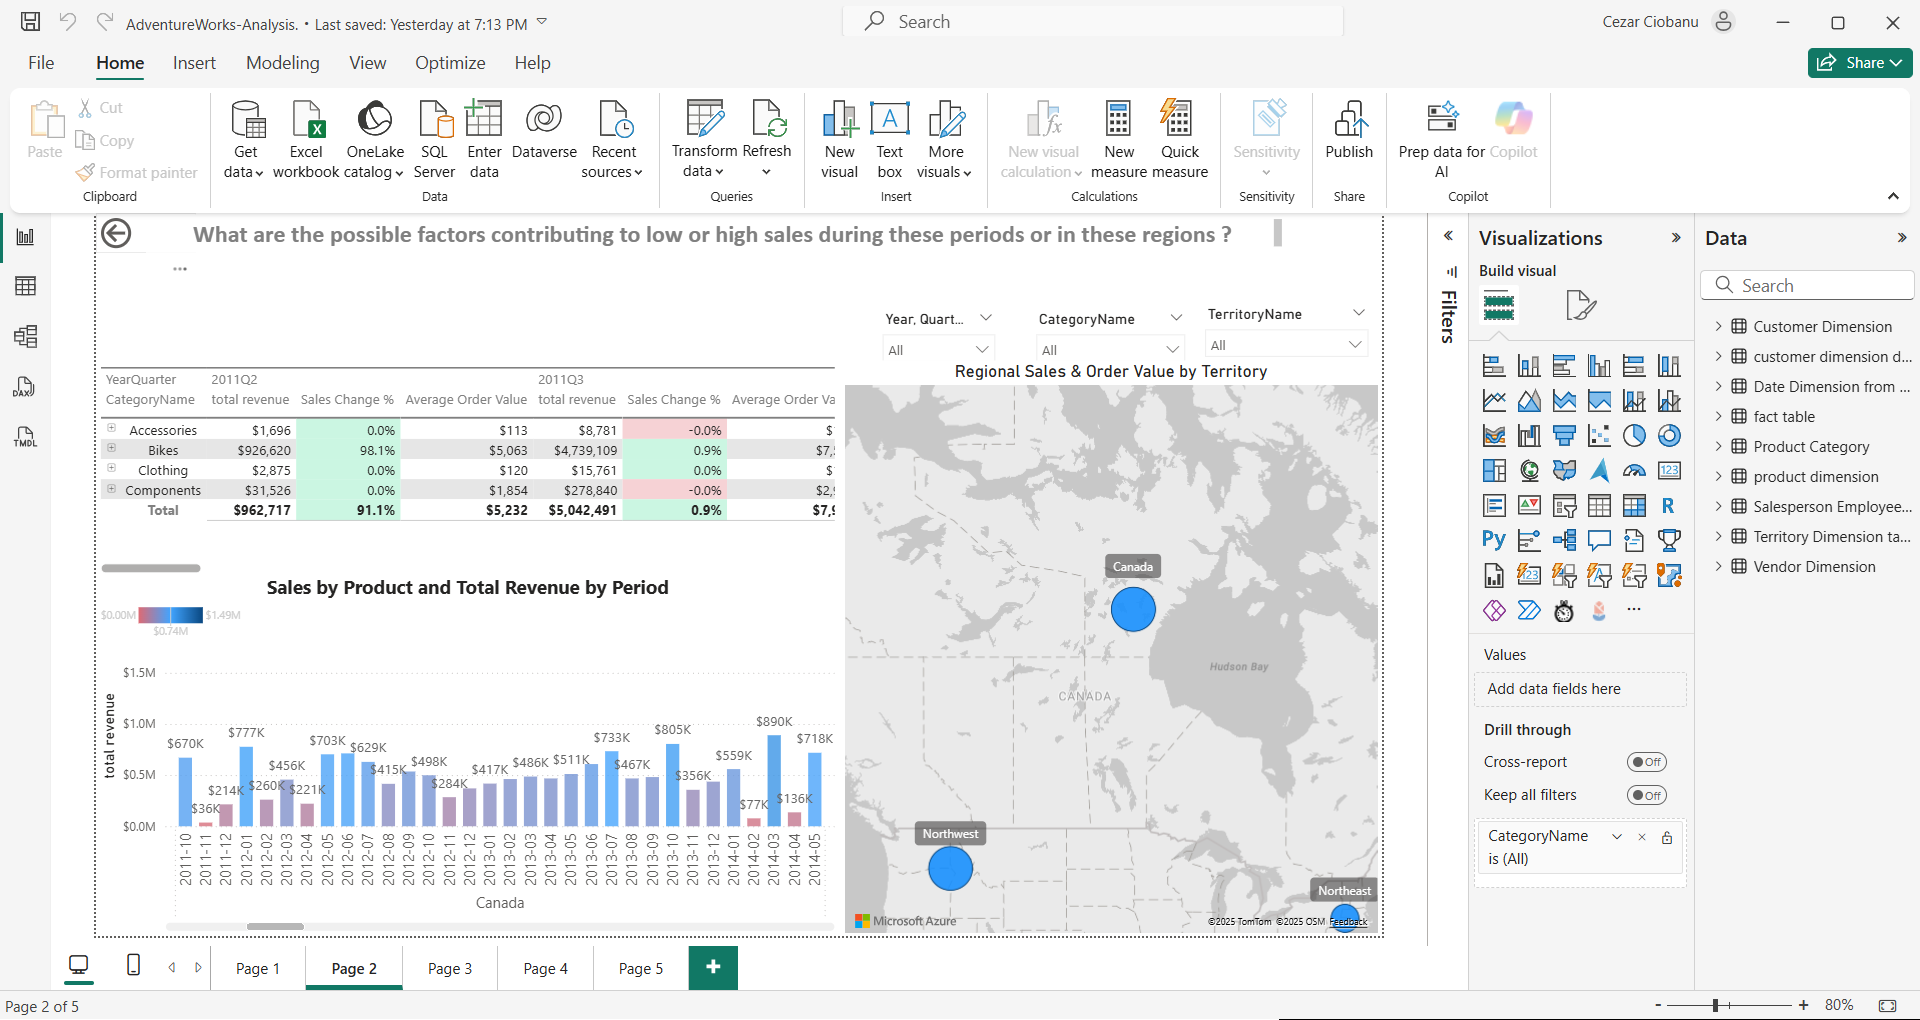 AdventureWorks-Analysis. • Last saved: Yesterday at 7:13 PM
Search
Cezar Ciobanu
File Home Insert Modeling View Optimize Help
Share
Paste
Cut
Copy
Format painter
Clipboard
Get data
Excel workbook
OneLake catalog
SQL Server
Enter data
Dataverse
Recent sources
Data
Transform data
Refresh
Queries
New visual
Text box
More visuals
Insert
New visual calculation
New measure
Quick measure
Calculations
Sensitivity
Sensitivity
Publish
Share
Prep data for AI
Copilot
Copilot
What are the possible factors contributing to low or high sales during these periods or in these regions ?
Year, Quart...
All
CategoryName
All
TerritoryName
All
YearQuarter 2011Q2 2011Q3
CategoryName total revenue Sales Change % Average Order Value total revenue Sales Change % Average Order Va
Accessories $1,696 0.0% $113 $8,781 -0.0%
Bikes $926,620 98.1% $5,063 $4,739,109 0.9% $7,
Clothing $2,875 0.0% $120 $15,761 0.0%
Components $31,526 0.0% $1,854 $278,840 -0.0% $2,
Total $962,717 91.1% $5,232 $5,042,491 0.9% $7,
Sales by Product and Total Revenue by Period
$0.00M $1.49M
$0.74M
total revenue
$1.5M
$1.0M
$0.5M
$0.0M
$670K $36K $214K $777K $260K $456K $221K $703K $629K $415K $498K $284K $417K $486K $511K $733K $467K $805K $356K $559K $77K $890K $136K $718K
2011-10 2011-11 2011-12 2012-01 2012-02 2012-03 2012-04 2012-05 2012-06 2012-07 2012-08 2012-09 2012-10 2012-11 2012-12 2013-01 2013-02 2013-03 2013-04 2013-05 2013-06 2013-07 2013-08 2013-09 2013-10 2013-11 2013-12 2014-01 2014-02 2014-03 2014-04 2014-05
Canada
Regional Sales & Order Value by Territory
Canada
Hudson Bay
CANADA
Northwest
Northeast
Microsoft Azure
©2025 TomTom ©2025 OSM Feedback
Filters
Visualizations
Build visual
123
R
Py
123
Values
Add data fields here
Drill through
Cross-report
Off
Keep all filters
Off
CategoryName
is (All)
Data
Search
Customer Dimension
customer dimension d...
Date Dimension from ...
fact table
Product Category
product dimension
Salesperson Employee...
Territory Dimension ta...
Vendor Dimension
DAX
TMDL
Page 1 Page 2 Page 3 Page 4 Page 5
Page 2 of 5
80%